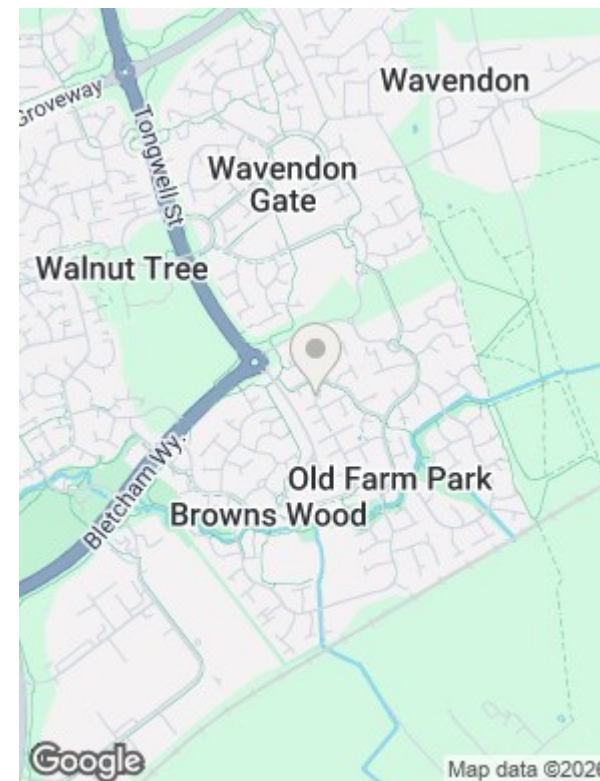 Wavendon
Groveway
Tongwell St
Wavendon
Gate
Walnut Tree
Old Farm Park
Browns Wood
Bletcham Wy.
Google
Map data ©2026